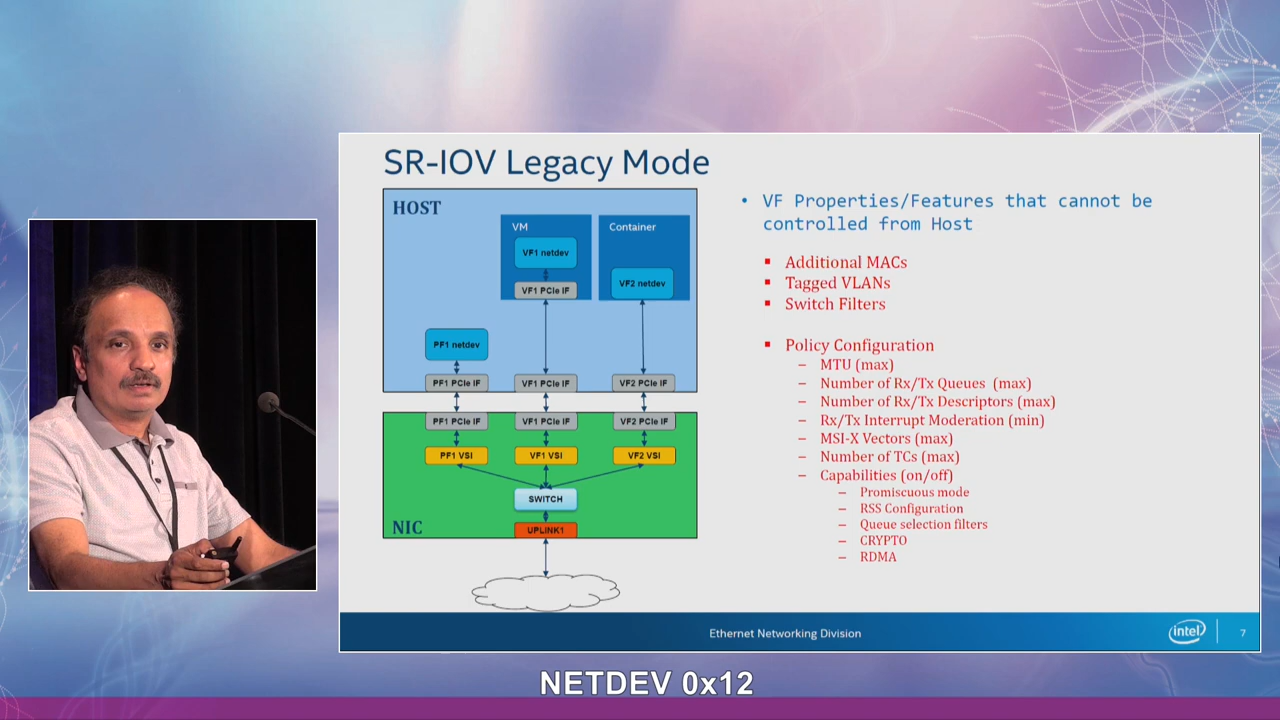 SR-IOV Legacy Mode
HOST
VM
VF1 netdev
VF1 PCIe IF
Container
VF2 netdev
PF1 netdev
PF1 PCIe IF
VF1 PCIe IF
VF2 PCIe IF
PF1 PCIe IF
VF1 PCIe IF
VF2 PCIe IF
PF1 VSI
VF1 VSI
VF2 VSI
SWITCH
NIC
UPLINK1
• VF Properties/Features that cannot be
controlled from Host
▪ Additional MACs
▪ Tagged VLANs
▪ Switch Filters
▪ Policy Configuration
– MTU (max)
– Number of Rx/Tx Queues (max)
– Number of Rx/Tx Descriptors (max)
– Rx/Tx Interrupt Moderation (min)
– MSI-X Vectors (max)
– Number of TCs (max)
– Capabilities (on/off)
– Promiscuous mode
– RSS Configuration
– Queue selection filters
– CRYPTO
– RDMA
Ethernet Networking Division
intel
7
NETDEV 0x12